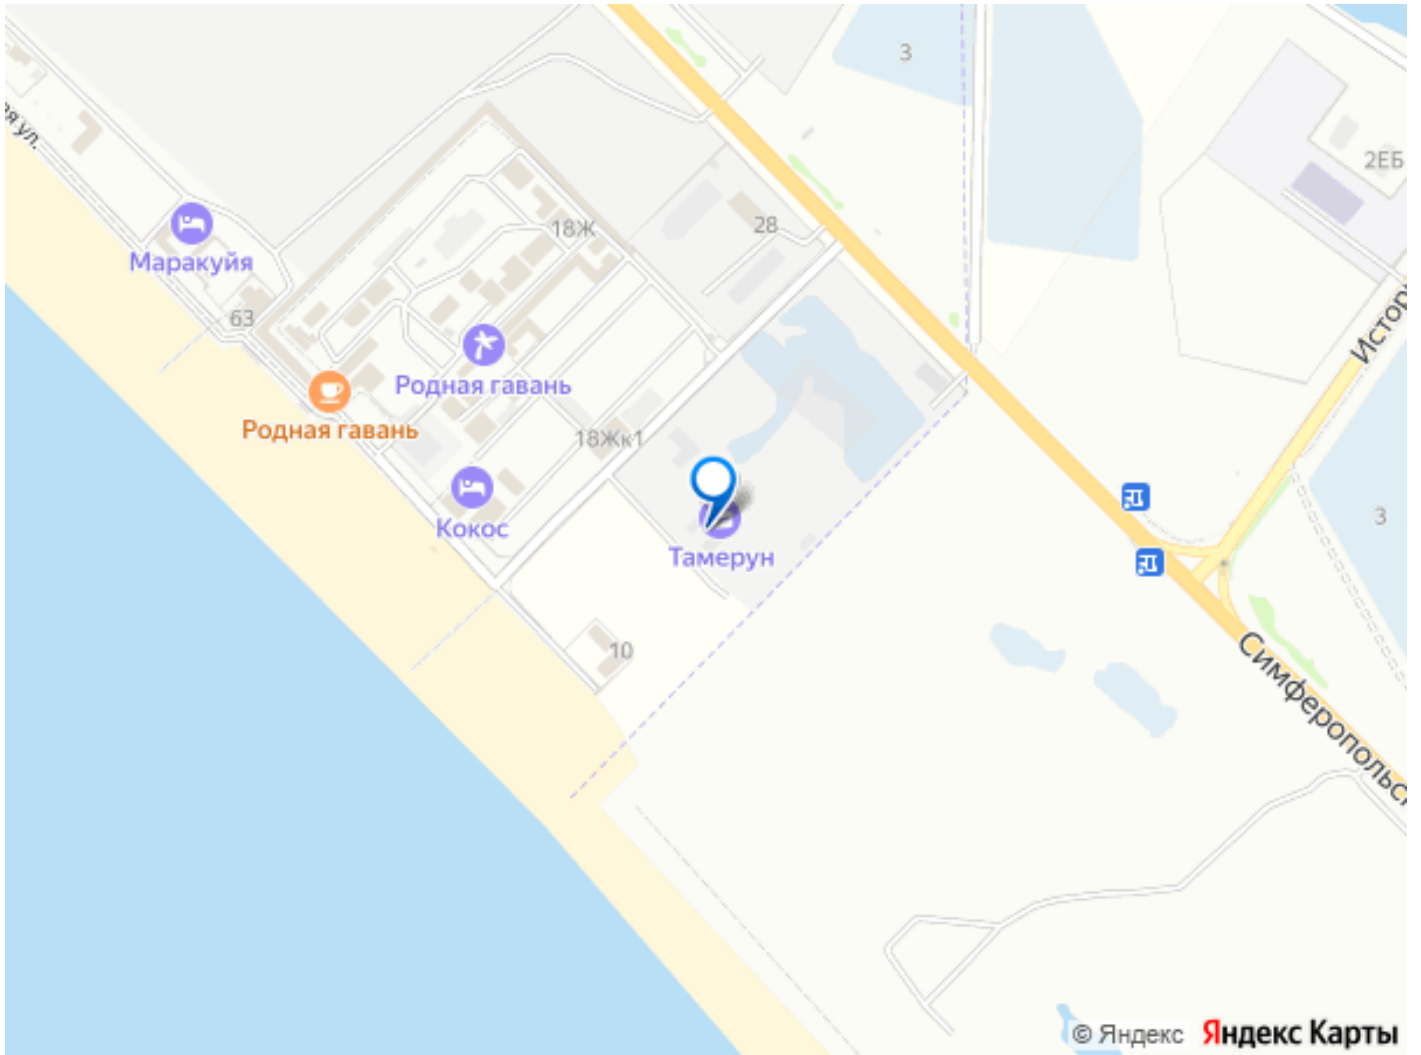 3
2ЕБ
ая ул.
28
18Ж
Маракуйя
63
Истор
Родная гавань
Родная гавань
18Жк1
Кокос
Тамерун
3
10
Симферопольс
© Яндекс Яндекс Карты